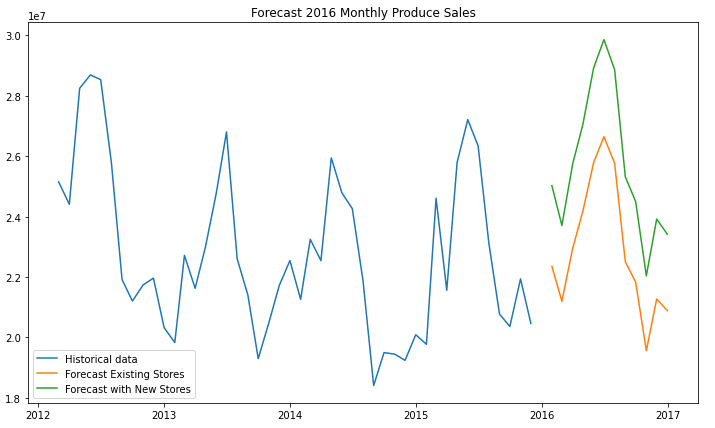 Forecast 2016 Monthly Produce Sales
1e7
3.0
2.8
2.6
2.4
2.2
2.0
1.8
Historical data
Forecast Existing Stores
Forecast with New Stores
2012 2013 2014 2015 2016 2017